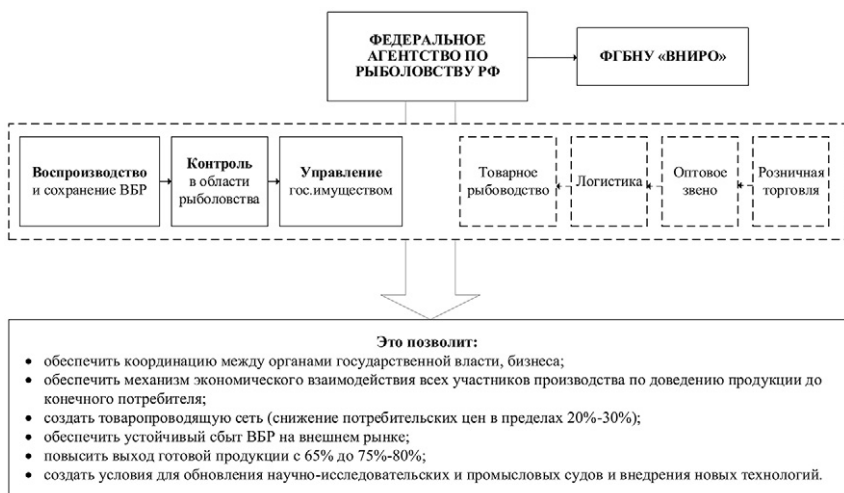 ФЕДЕРАЛЬНОЕ
АГЕНТСТВО ПО
РЫБОЛОВСТВУ РФ
ФГБНУ «ВНИРО»
Воспроизводство
и сохранение ВБР
Контроль
в области
рыболовства
Управление
гос.имуществом
Товарное
рыбоводство
Логистика
Оптовое
звено
Розничная
торговля
Это позволит:
• обеспечить координацию между органами государственной власти, бизнеса;
• обеспечить механизм экономического взаимодействия всех участников производства по доведению продукции до
конечного потребителя;
• создать товаропроводящую сеть (снижение потребительских цен в пределах 20%-30%);
• обеспечить устойчивый сбыт ВБР на внешнем рынке;
• повысить выход готовой продукции с 65% до 75%-80%;
• создать условия для обновления научно-исследовательских и промысловых судов и внедрения новых технологий.